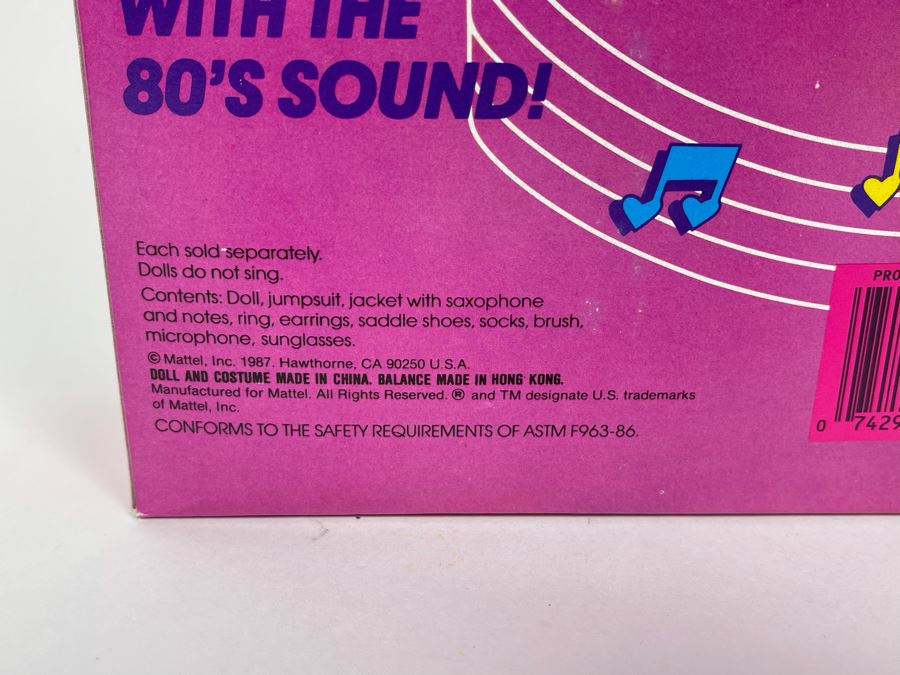 WITH THE
80'S SOUND!
Each sold separately.
Dolls do not sing.
Contents: Doll, jumpsuit, jacket with saxophone
and notes, ring, earrings, saddle shoes, socks, brush,
microphone, sunglasses.
© Mattel, Inc. 1987. Hawthorne, CA 90250 U.S.A.
DOLL AND COSTUME MADE IN CHINA. BALANCE MADE IN HONG KONG.
Manufactured for Mattel. All Rights Reserved. ® and TM designate U.S. trademarks
of Mattel, Inc.
CONFORMS TO THE SAFETY REQUIREMENTS OF ASTM F963-86.
PRO
0 7429